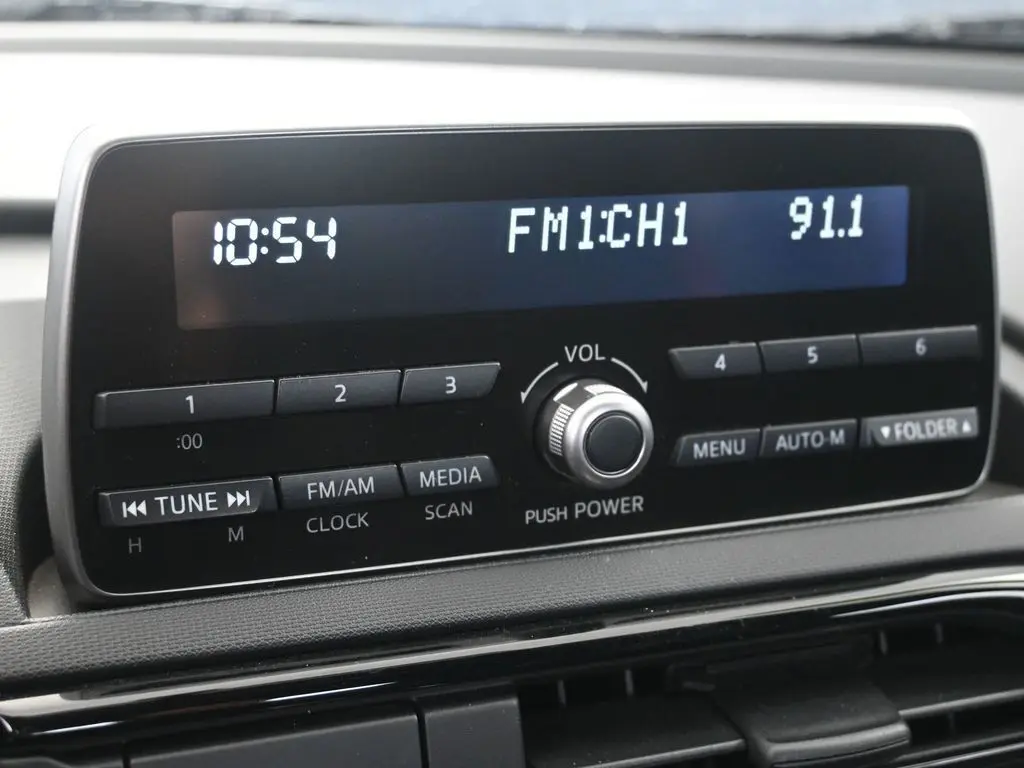 10:54 FM1:CH1 91.1
VOL
1 2 3 4 5 6
:00
⏮ TUNE ⏭ FM/AM MEDIA MENU AUTO-M ▼FOLDER▲
H M CLOCK SCAN PUSH POWER